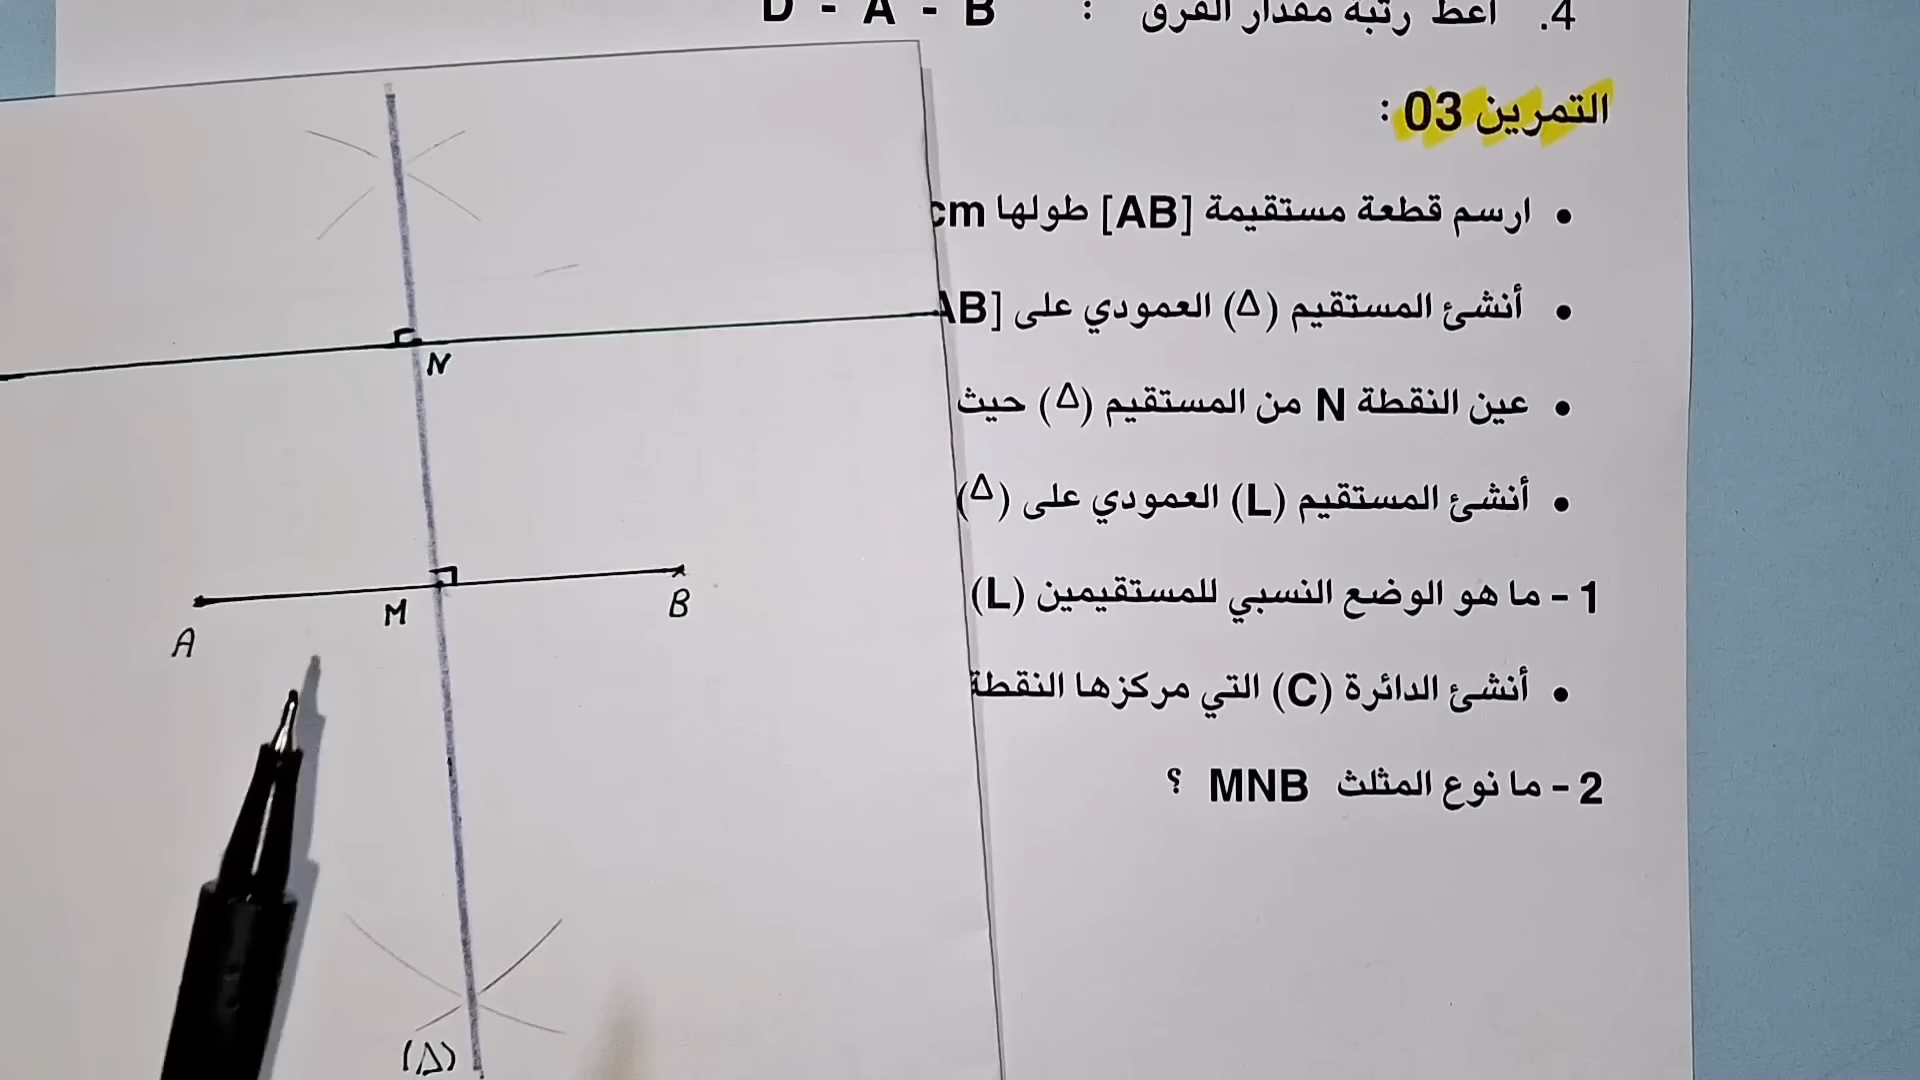 4. أعط رتبة مقدار الفرق : D - A - B
التمرين 03 :
• ارسم قطعة مستقيمة [AB] طولها cm
• أنشئ المستقيم (Δ) العمودي على [AB
• عين النقطة N من المستقيم (Δ) حيث
• أنشئ المستقيم (L) العمودي على (Δ)
1 - ما هو الوضع النسبي للمستقيمين (L)
• أنشئ الدائرة (C) التي مركزها النقطة
2 - ما نوع المثلث MNB ؟
N
M
B
A
(Δ)